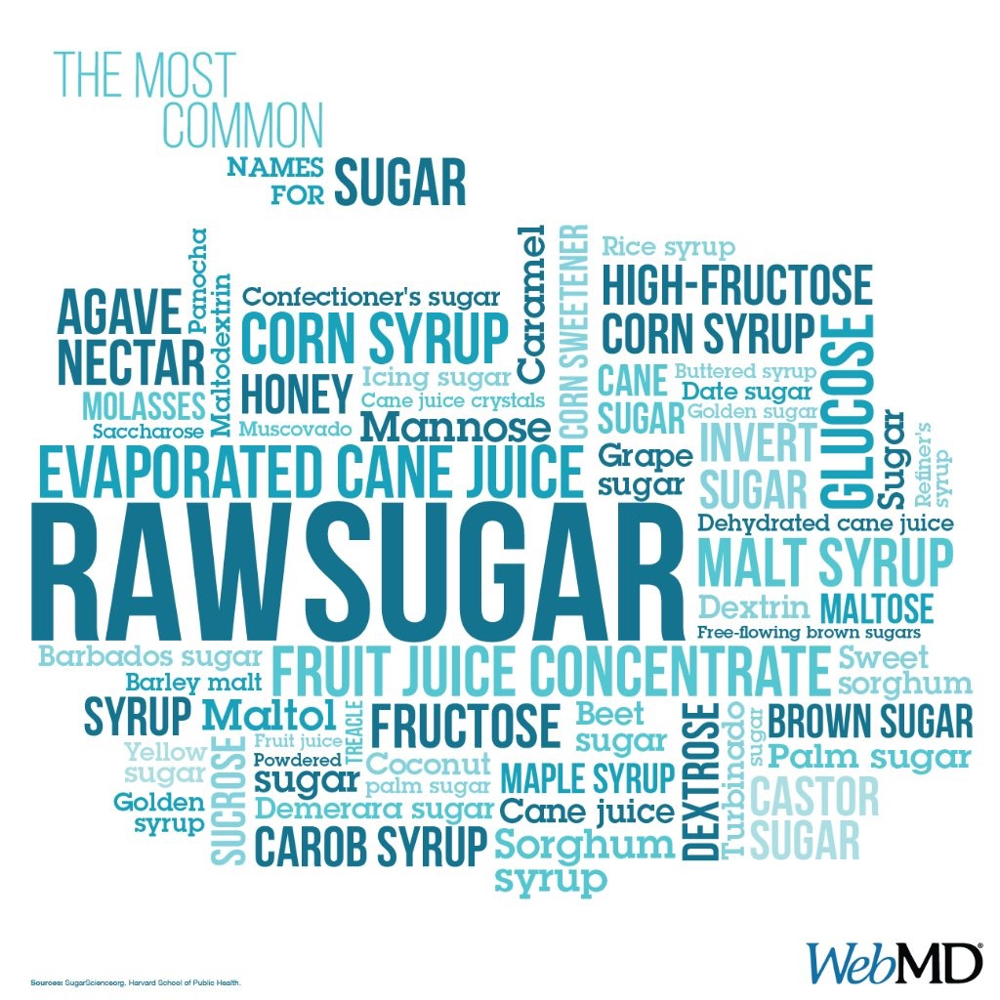 THE MOST
COMMON
NAMES
FOR
SUGAR
Panocha
AGAVE
NECTAR
MOLASSES
Saccharose
Maltodextrin
Confectioner's sugar
CORN SYRUP
HONEY
Icing sugar
Cane juice crystals
Muscovado
Mannose
Caramel
CORN SWEETENER
Rice syrup
HIGH-FRUCTOSE
CORN SYRUP
CANE
SUGAR
Buttered syrup
Date sugar
Golden sugar
GLUCOSE
Grape
sugar
INVERT
SUGAR
Sugar
Refiner's
syrup
EVAPORATED CANE JUICE
RAW SUGAR
Dehydrated cane juice
MALT SYRUP
Dextrin
MALTOSE
Free-flowing brown sugars
Barbados sugar
Barley malt
FRUIT JUICE CONCENTRATE
Sweet
sorghum
SYRUP
Maltol
TREACLE
FRUCTOSE
Beet
sugar
DEXTROSE
Turbinado
sugar
BROWN SUGAR
Palm sugar
Yellow
sugar
SUCROSE
Fruit juice
Powdered
sugar
Coconut
palm sugar
MAPLE SYRUP
CASTOR
SUGAR
Golden
syrup
Demerara sugar
Cane juice
CAROB SYRUP
Sorghum
syrup
WebMD®
Sources: SugarScienceorg. Harvard School of Public Health.